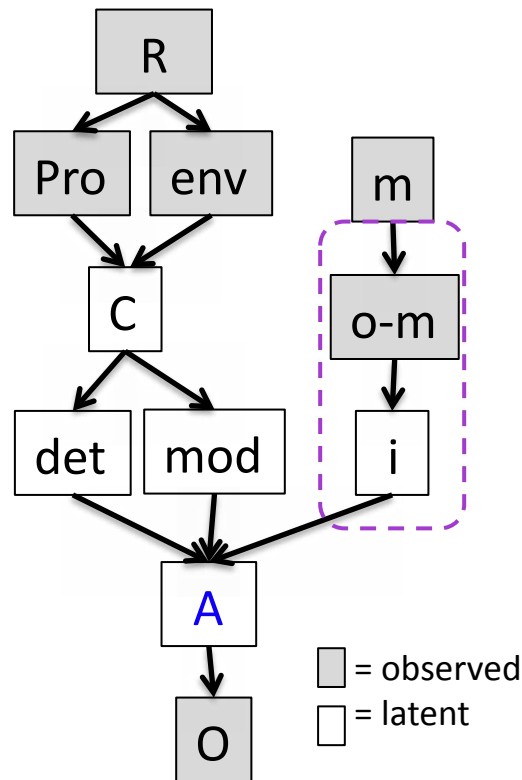 R
Pro env m
C o-m
det mod i
A
= observed
= latent
O